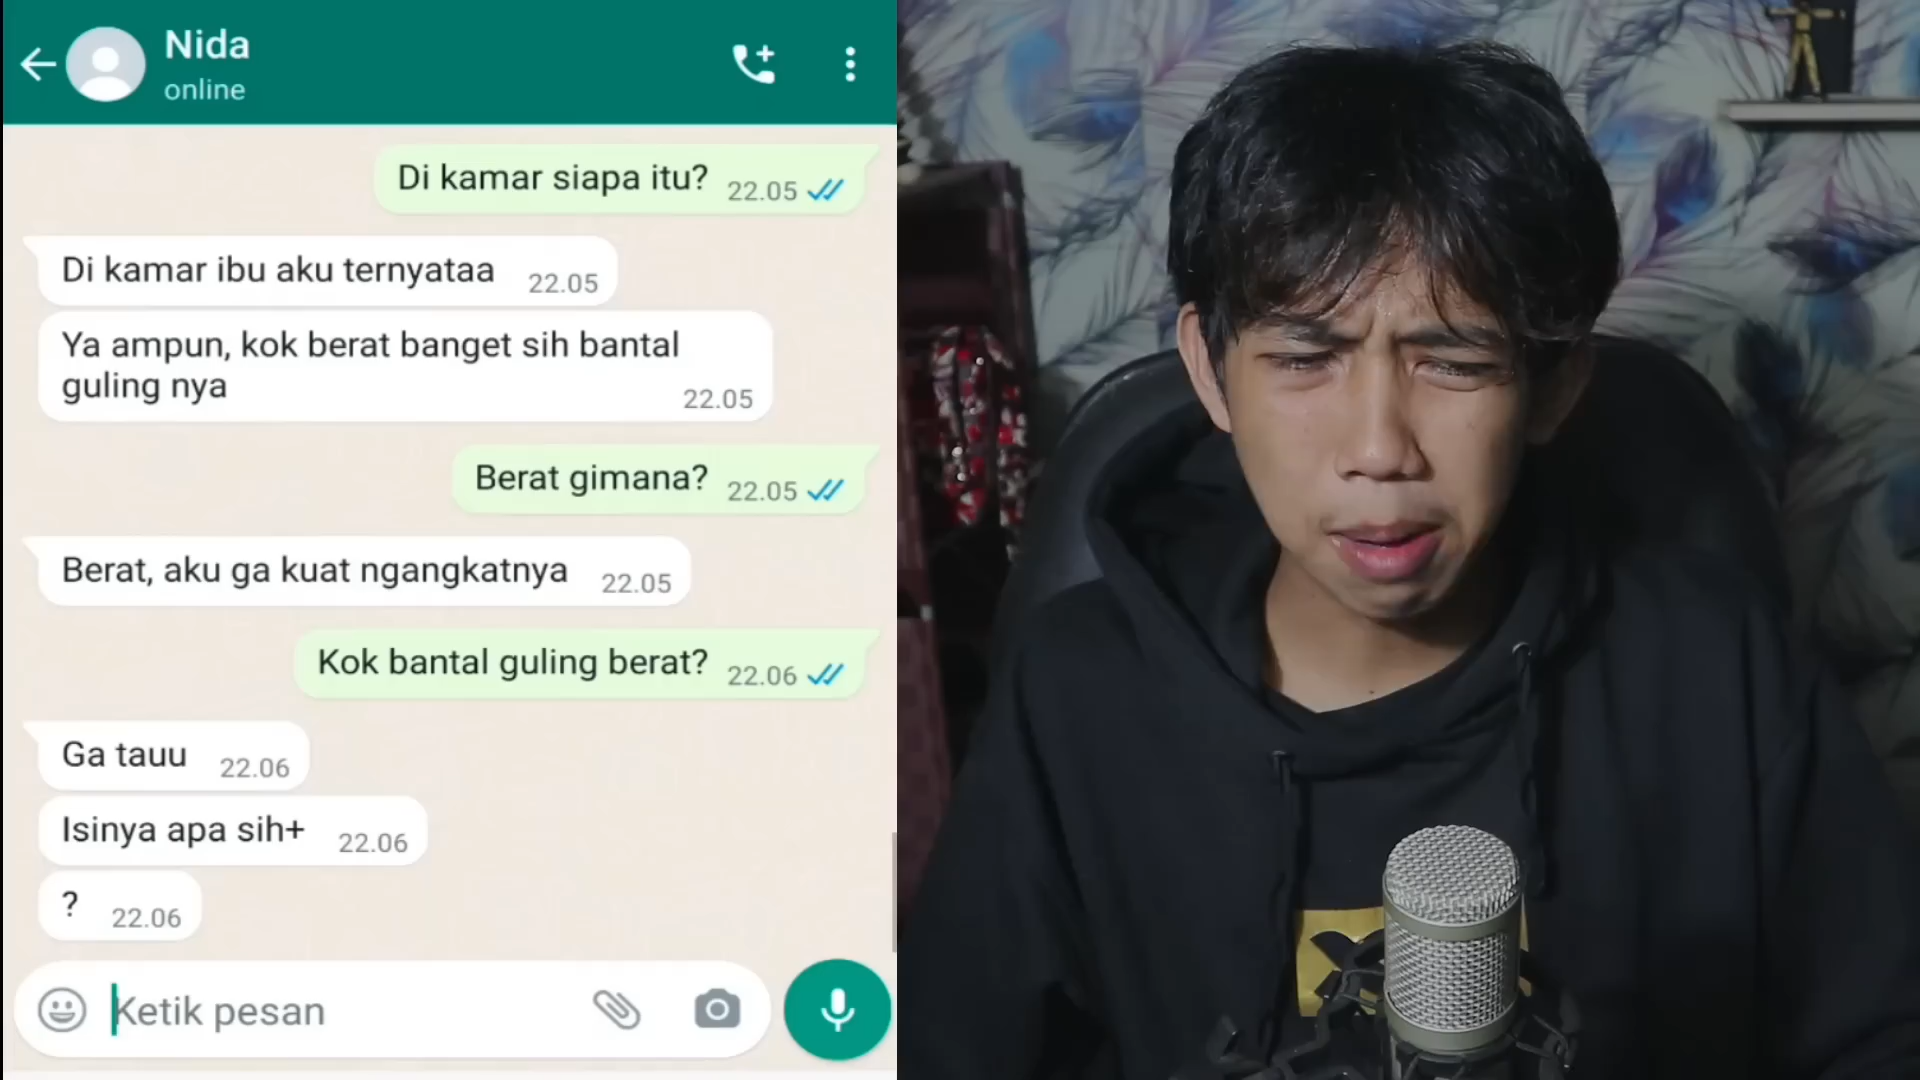 Nida
online
Di kamar siapa itu? 22.05
Di kamar ibu aku ternyataa 22.05
Ya ampun, kok berat banget sih bantal
guling nya 22.05
Berat gimana? 22.05
Berat, aku ga kuat ngangkatnya 22.05
Kok bantal guling berat? 22.06
Ga tauu 22.06
Isinya apa sih+ 22.06
? 22.06
Ketik pesan